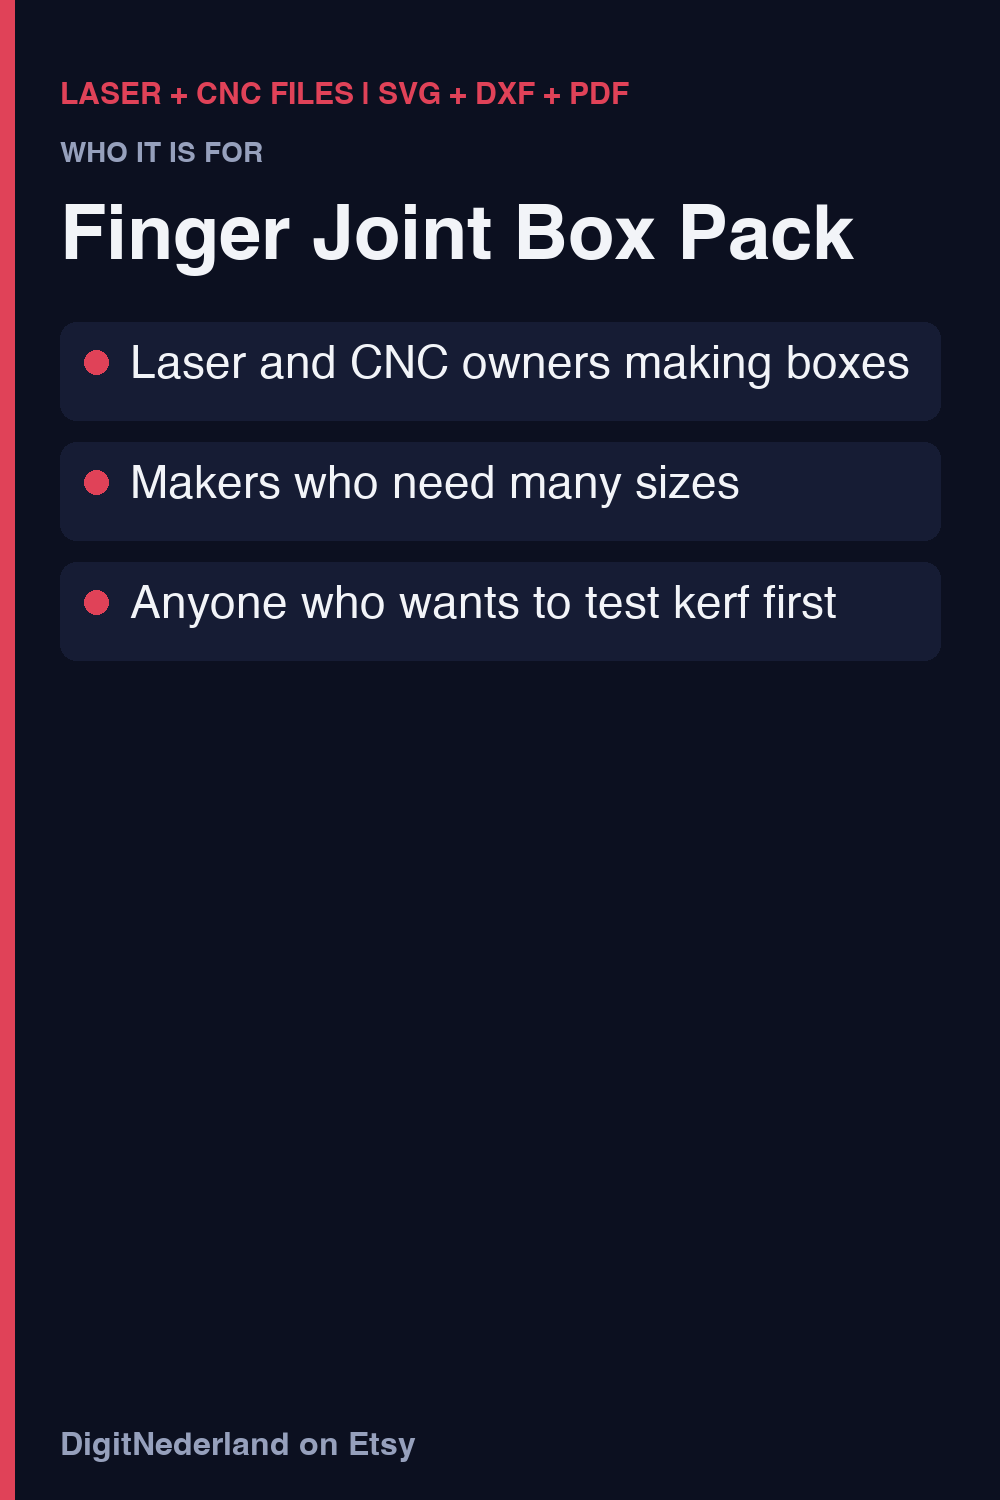 LASER + CNC FILES | SVG + DXF + PDF
WHO IT IS FOR
Finger Joint Box Pack
Laser and CNC owners making boxes
Makers who need many sizes
Anyone who wants to test kerf first
DigitNederland on Etsy